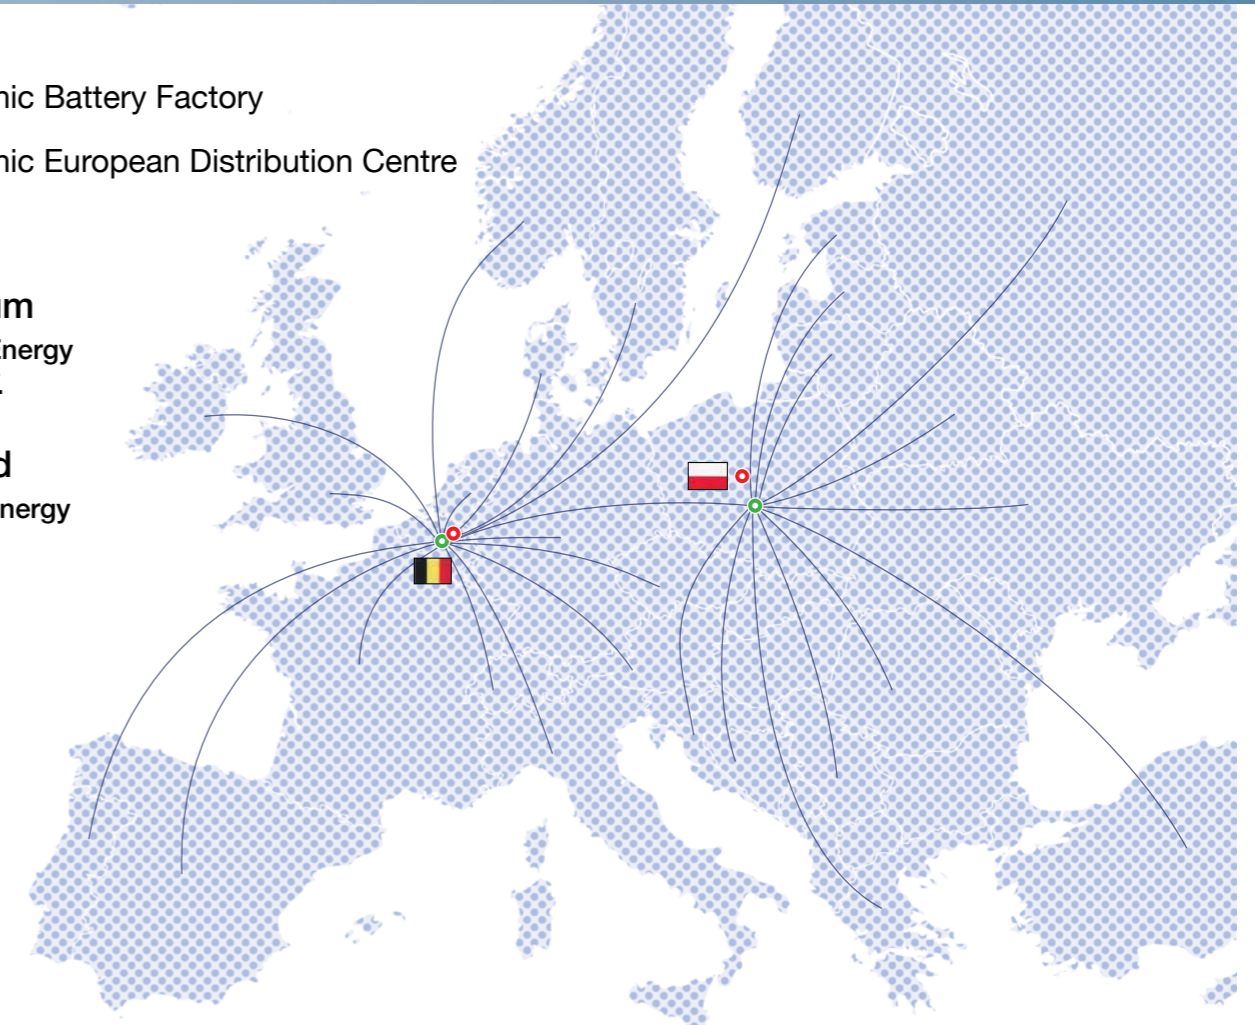 nic Battery Factory
nic European Distribution Centre
um
Energy
d
nergy